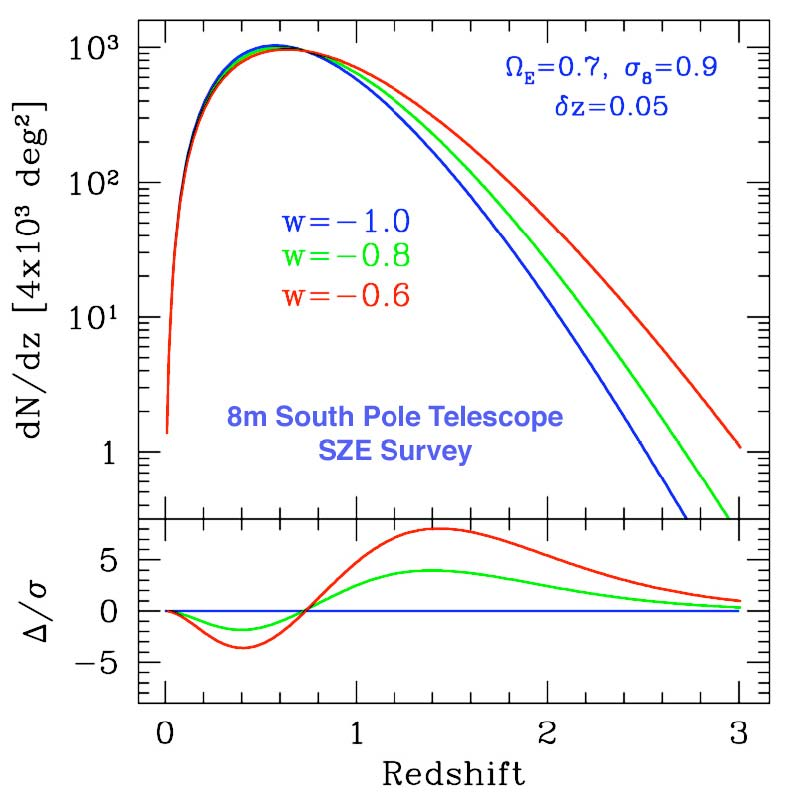 dN/dz [4x10³ deg²]
10³
10²
10¹
1
Ω_E=0.7, σ₈=0.9
δz=0.05
w=−1.0
w=−0.8
w=−0.6
8m South Pole Telescope
SZE Survey
Δ/σ
5
0
−5
0 1 2 3
Redshift